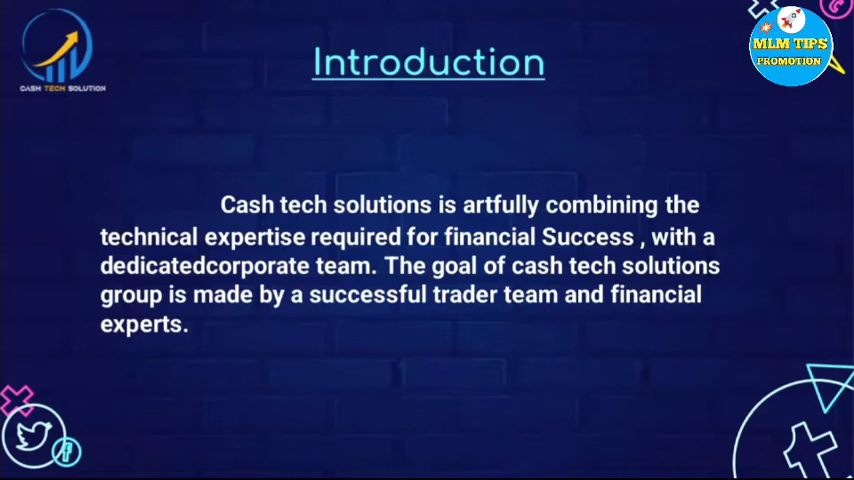 CASH TECH SOLUTION
Introduction
MLM TIPS
PROMOTION
Cash tech solutions is artfully combining the
technical expertise required for financial Success , with a
dedicatedcorporate team. The goal of cash tech solutions
group is made by a successful trader team and financial
experts.